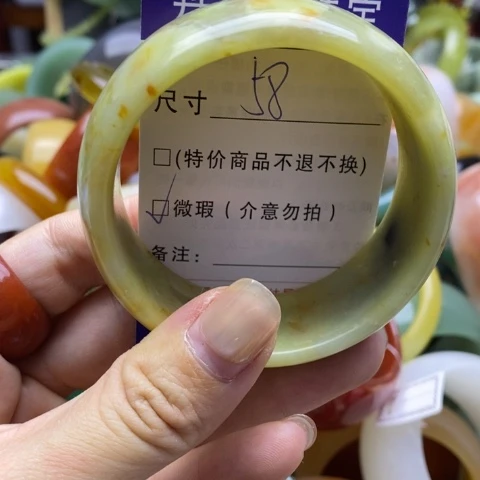 尺寸 58
□(特价商品不退不换)
□微瑕(介意勿拍)
备注: